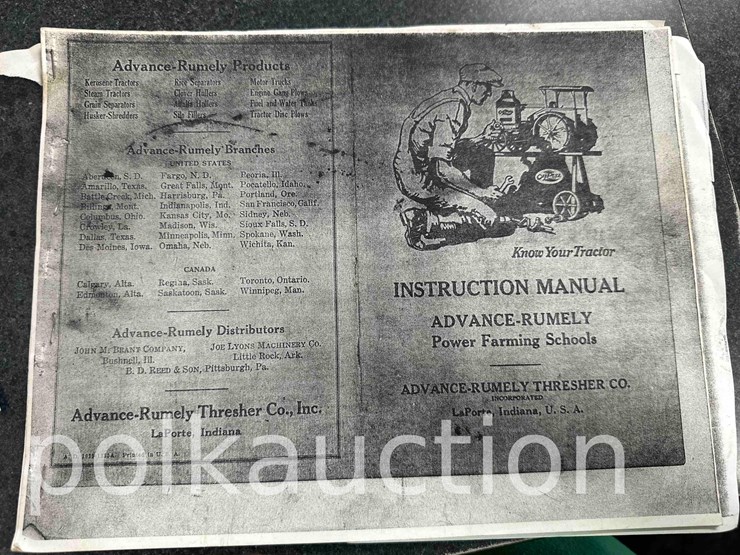 Advance-Rumely Products
Kerosene Tractors Rice Separators Motor Trucks
Steam Tractors Clover Hullers Engine Gang Plows
Grain Separators Alfalfa Hullers Fuel and Water Tanks
Husker-Shredders Silo Fillers Tractor Disc Plows
Advance-Rumely Branches
UNITED STATES
Aberdeen, S. D. Fargo, N. D. Peoria, Ill.
Amarillo, Texas. Great Falls, Mont. Pocatello, Idaho.
Battle Creek, Mich. Harrisburg, Pa. Portland, Ore.
Billings, Mont. Indianapolis, Ind. San Francisco, Calif.
Columbus, Ohio. Kansas City, Mo. Sidney, Neb.
Crowley, La. Madison, Wis. Sioux Falls, S. D.
Dallas, Texas. Minneapolis, Minn. Spokane, Wash.
Des Moines, Iowa. Omaha, Neb. Wichita, Kan.
CANADA
Calgary, Alta. Regina, Sask. Toronto, Ontario.
Edmonton, Alta. Saskatoon, Sask. Winnipeg, Man.
Advance-Rumely Distributors
JOHN M. BRANT COMPANY, JOE LYONS MACHINERY CO.
Bushnell, Ill. Little Rock, Ark.
B. D. REED & SON, Pittsburgh, Pa.
Advance-Rumely Thresher Co., Inc.
LaPorte, Indiana
Printed in U. S. A.
Know Your Tractor
INSTRUCTION MANUAL
ADVANCE-RUMELY
Power Farming Schools
ADVANCE-RUMELY THRESHER CO.
INCORPORATED
LaPorte, Indiana, U. S. A.
polkauction